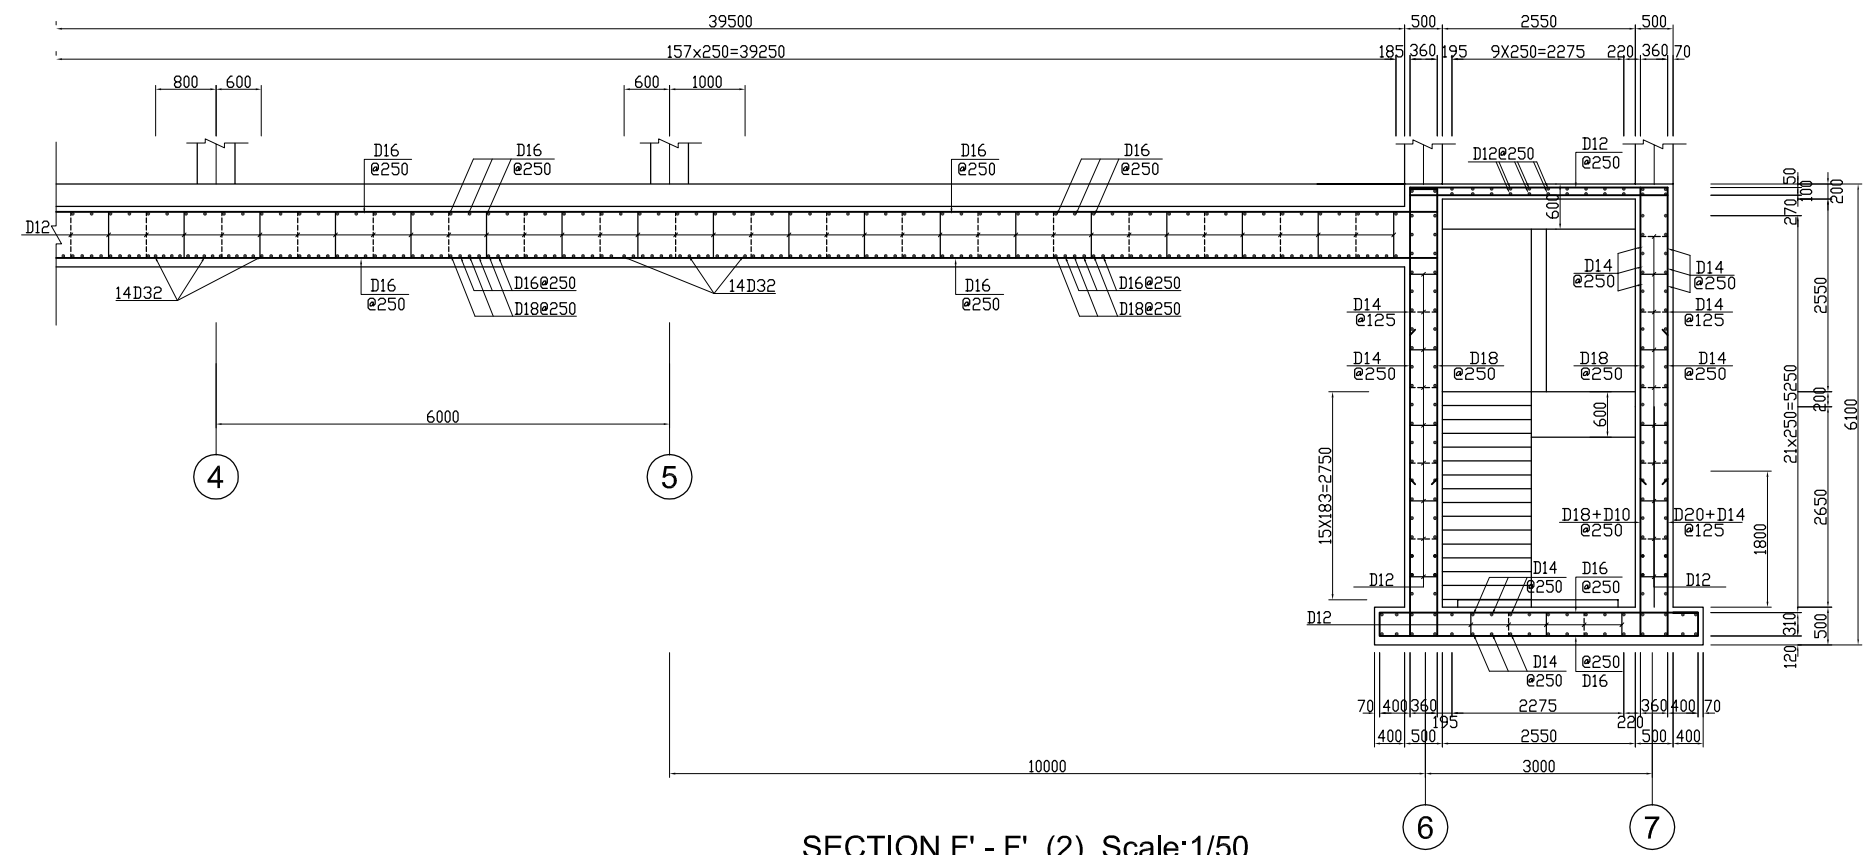 39500 500 2550 500
157x250=39250 185 360 195 9X250=2275 220 360 70
800 600 600 1000
D16 @250
D16 @250
D16 @250
D16 @250
D12@250
D12 @250
50
100
200
600
270
D12
14D32
D16 @250
D16@250
D18@250
14D32
D16 @250
D16@250
D18@250
D14 @250
D14 @250
D14 @125
D14 @125
2550
D14 @250
D18 @250
D18 @250
D14 @250
21x250=5250
200
6100
6000
600
4
5
15X183=2750
D18+D10 @250
D20+D14 @125
1800
2650
D12
D14 @250
D16 @250
D12
D12
310
500
120
D14 @250
@250 D16
70 400 360 2275 360 400 70
195 220
400 500 2550 500 400
10000 3000
6
7
SECTION F' - F' (2) Scale:1/50